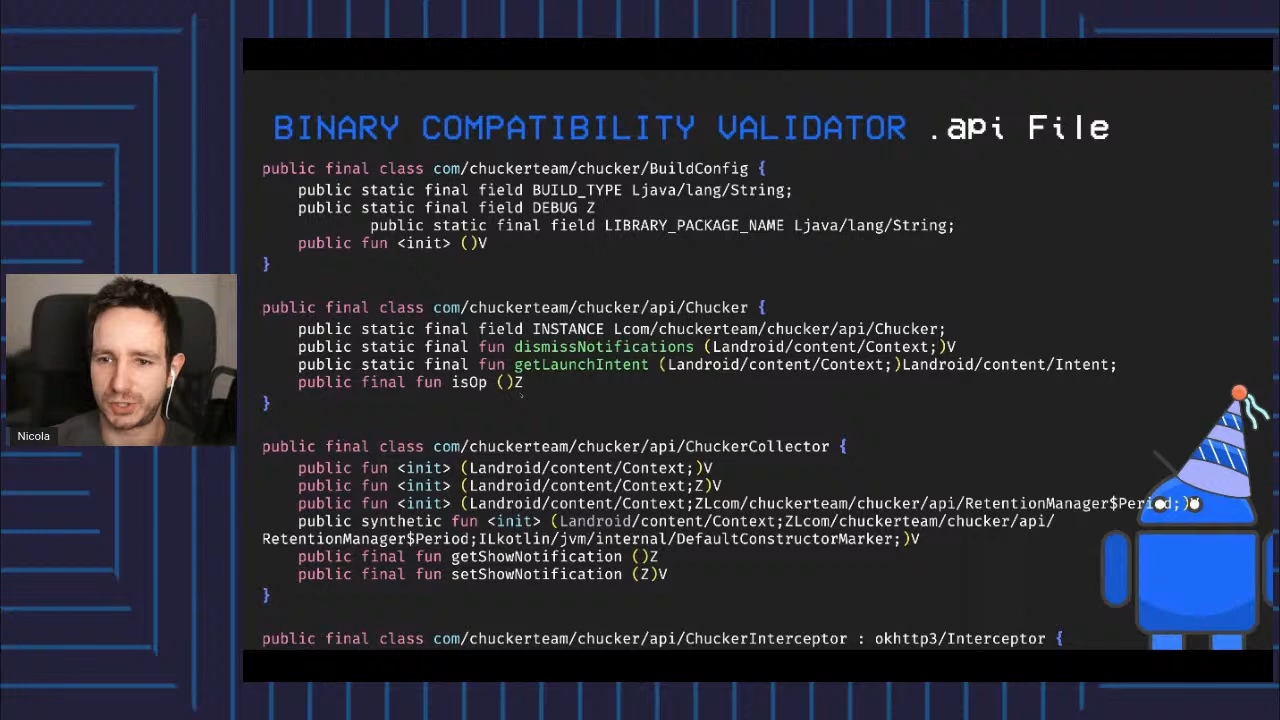 BINARY COMPATIBILITY VALIDATOR .api File
public final class com/chuckerteam/chucker/BuildConfig {
public static final field BUILD_TYPE Ljava/lang/String;
public static final field DEBUG Z
public static final field LIBRARY_PACKAGE_NAME Ljava/lang/String;
public fun <init> ()V
}
public final class com/chuckerteam/chucker/api/Chucker {
public static final field INSTANCE Lcom/chuckerteam/chucker/api/Chucker;
public static final fun dismissNotifications (Landroid/content/Context;)V
public static final fun getLaunchIntent (Landroid/content/Context;)Landroid/content/Intent;
public final fun isOp ()Z
}
public final class com/chuckerteam/chucker/api/ChuckerCollector {
public fun <init> (Landroid/content/Context;)V
public fun <init> (Landroid/content/Context;Z)V
public fun <init> (Landroid/content/Context;ZLcom/chuckerteam/chucker/api/RetentionManager$Period;)V
public synthetic fun <init> (Landroid/content/Context;ZLcom/chuckerteam/chucker/api/
RetentionManager$Period;ILkotlin/jvm/internal/DefaultConstructorMarker;)V
public final fun getShowNotification ()Z
public final fun setShowNotification (Z)V
}
public final class com/chuckerteam/chucker/api/ChuckerInterceptor : okhttp3/Interceptor {
Nicola